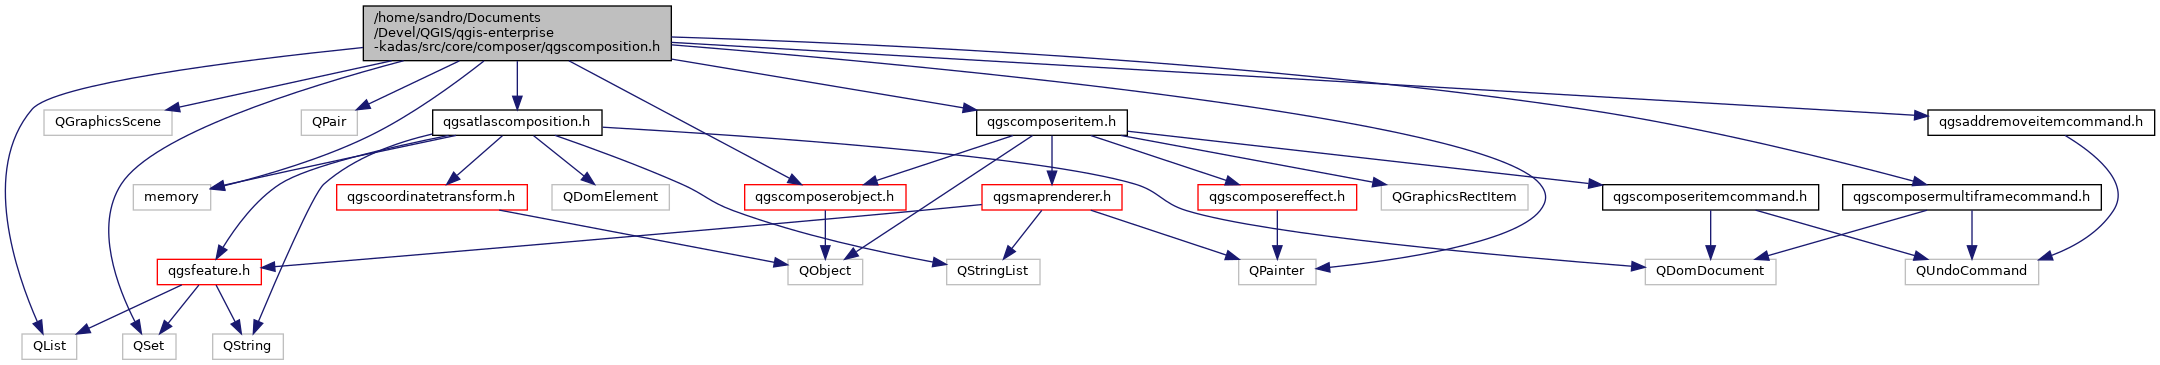 /home/sandro/Documents
/Devel/QGIS/qgis-enterprise
-kadas/src/core/composer/qgscomposition.h
QGraphicsScene
QPair
qgsatlascomposition.h
qgscomposeritem.h
qgsaddremoveitemcommand.h
memory
qgscoordinatetransform.h
QDomElement
qgscomposerobject.h
qgsmaprenderer.h
qgscomposereffect.h
QGraphicsRectItem
qgscomposeritemcommand.h
qgscomposermultiframecommand.h
qgsfeature.h
QObject
QStringList
QPainter
QDomDocument
QUndoCommand
QList
QSet
QString